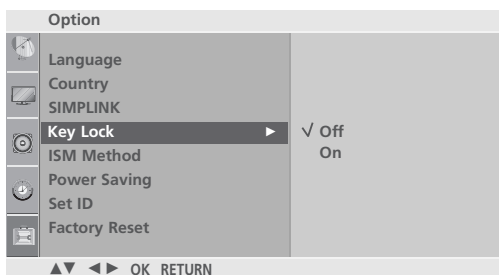 Option
Language
Country
SIMPLINK
Key Lock ► √ Off
ISM Method On
Power Saving
Set ID
Factory Reset
▲▼ ◄► OK RETURN